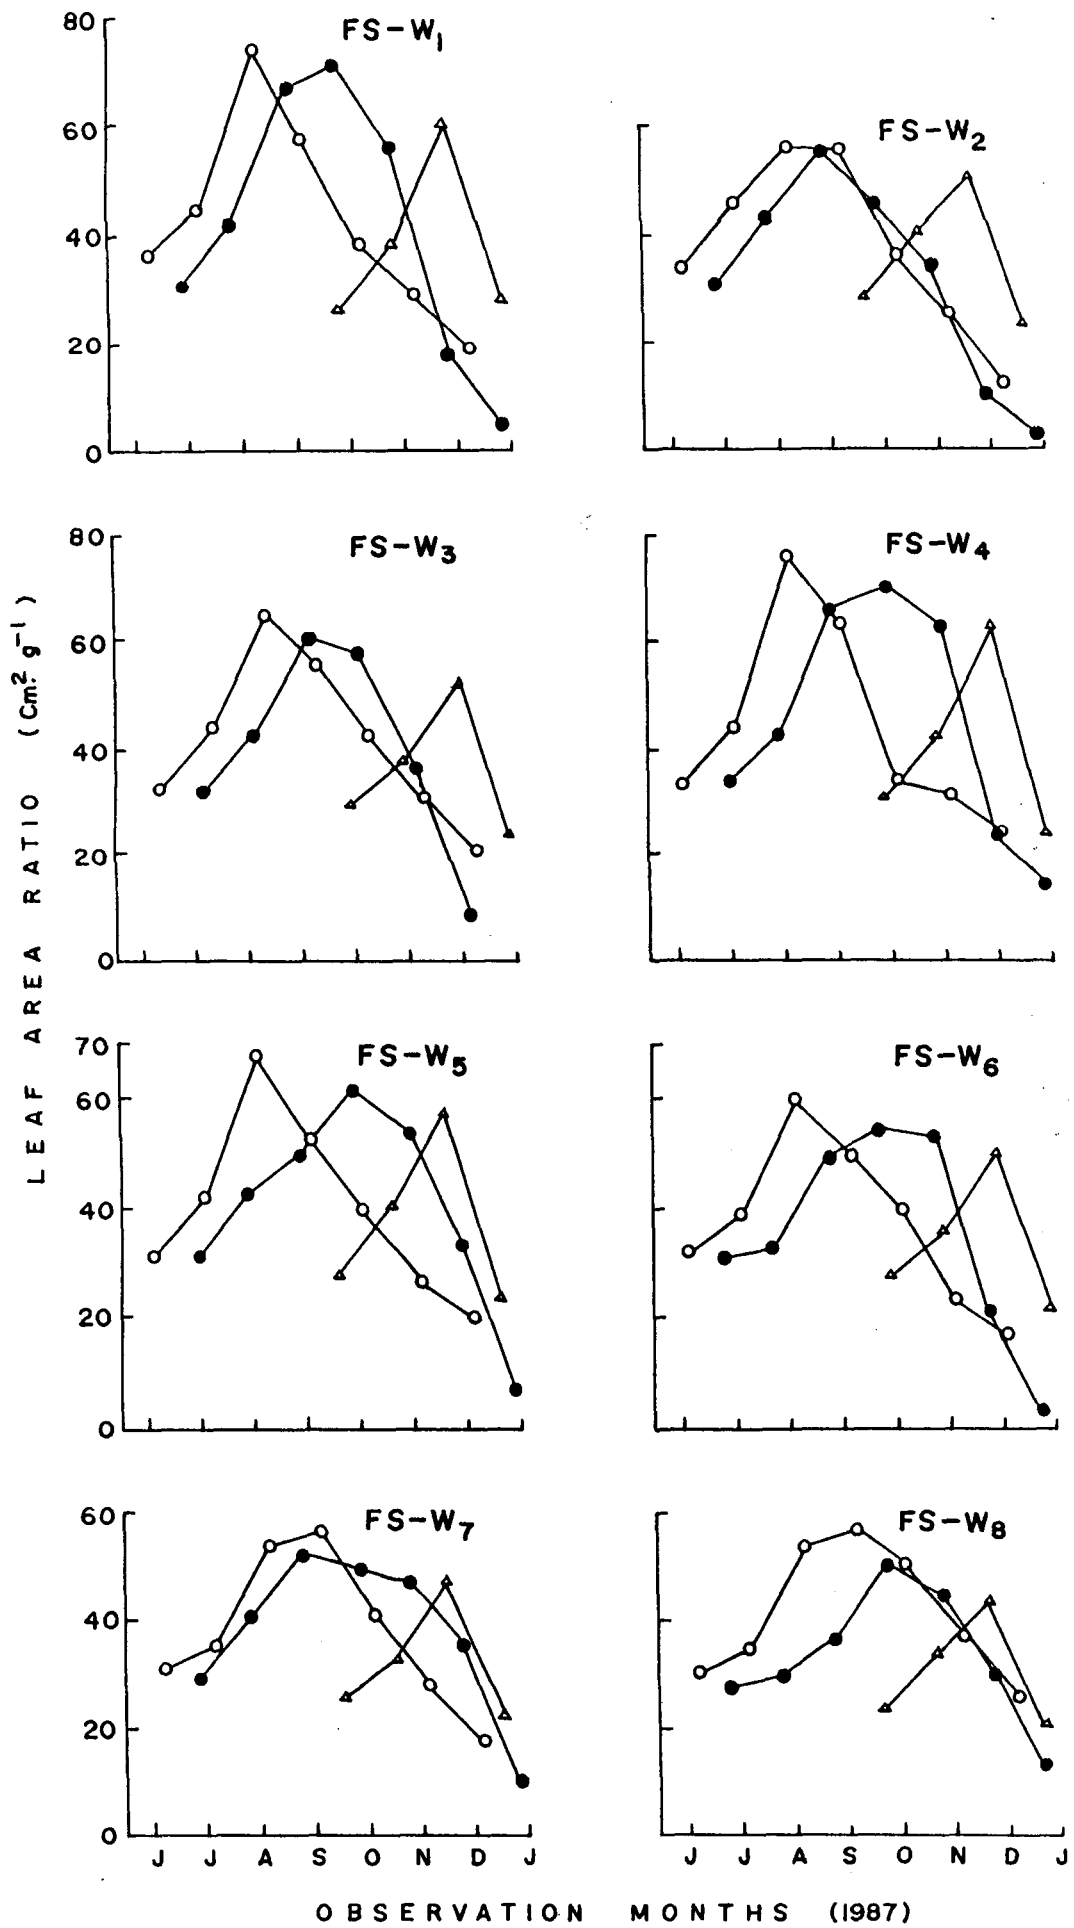 FS-W1
80
60
40
20
0
FS-W2
FS-W3
80
60
40
20
0
FS-W4
LEAF AREA RATIO (Cm² g⁻¹)
FS-W5
70
60
40
20
0
FS-W6
FS-W7
60
40
20
0
FS-W8
J J A S O N D J
J J A S O N D J
OBSERVATION MONTHS (1987)